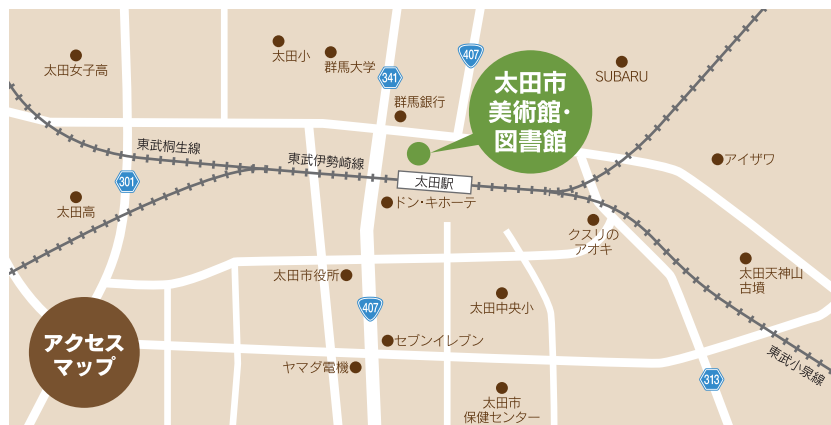 太田女子高
太田小
群馬大学
341
407
太田市
美術館・
図書館
SUBARU
群馬銀行
東武桐生線
東武伊勢崎線
アイザワ
301
太田駅
太田高
ドン・キホーテ
クスリの
アオキ
太田市役所
太田天神山
古墳
407
太田中央小
アクセス
マップ
セブンイレブン
ヤマダ電機
東武小泉線
313
太田市
保健センター